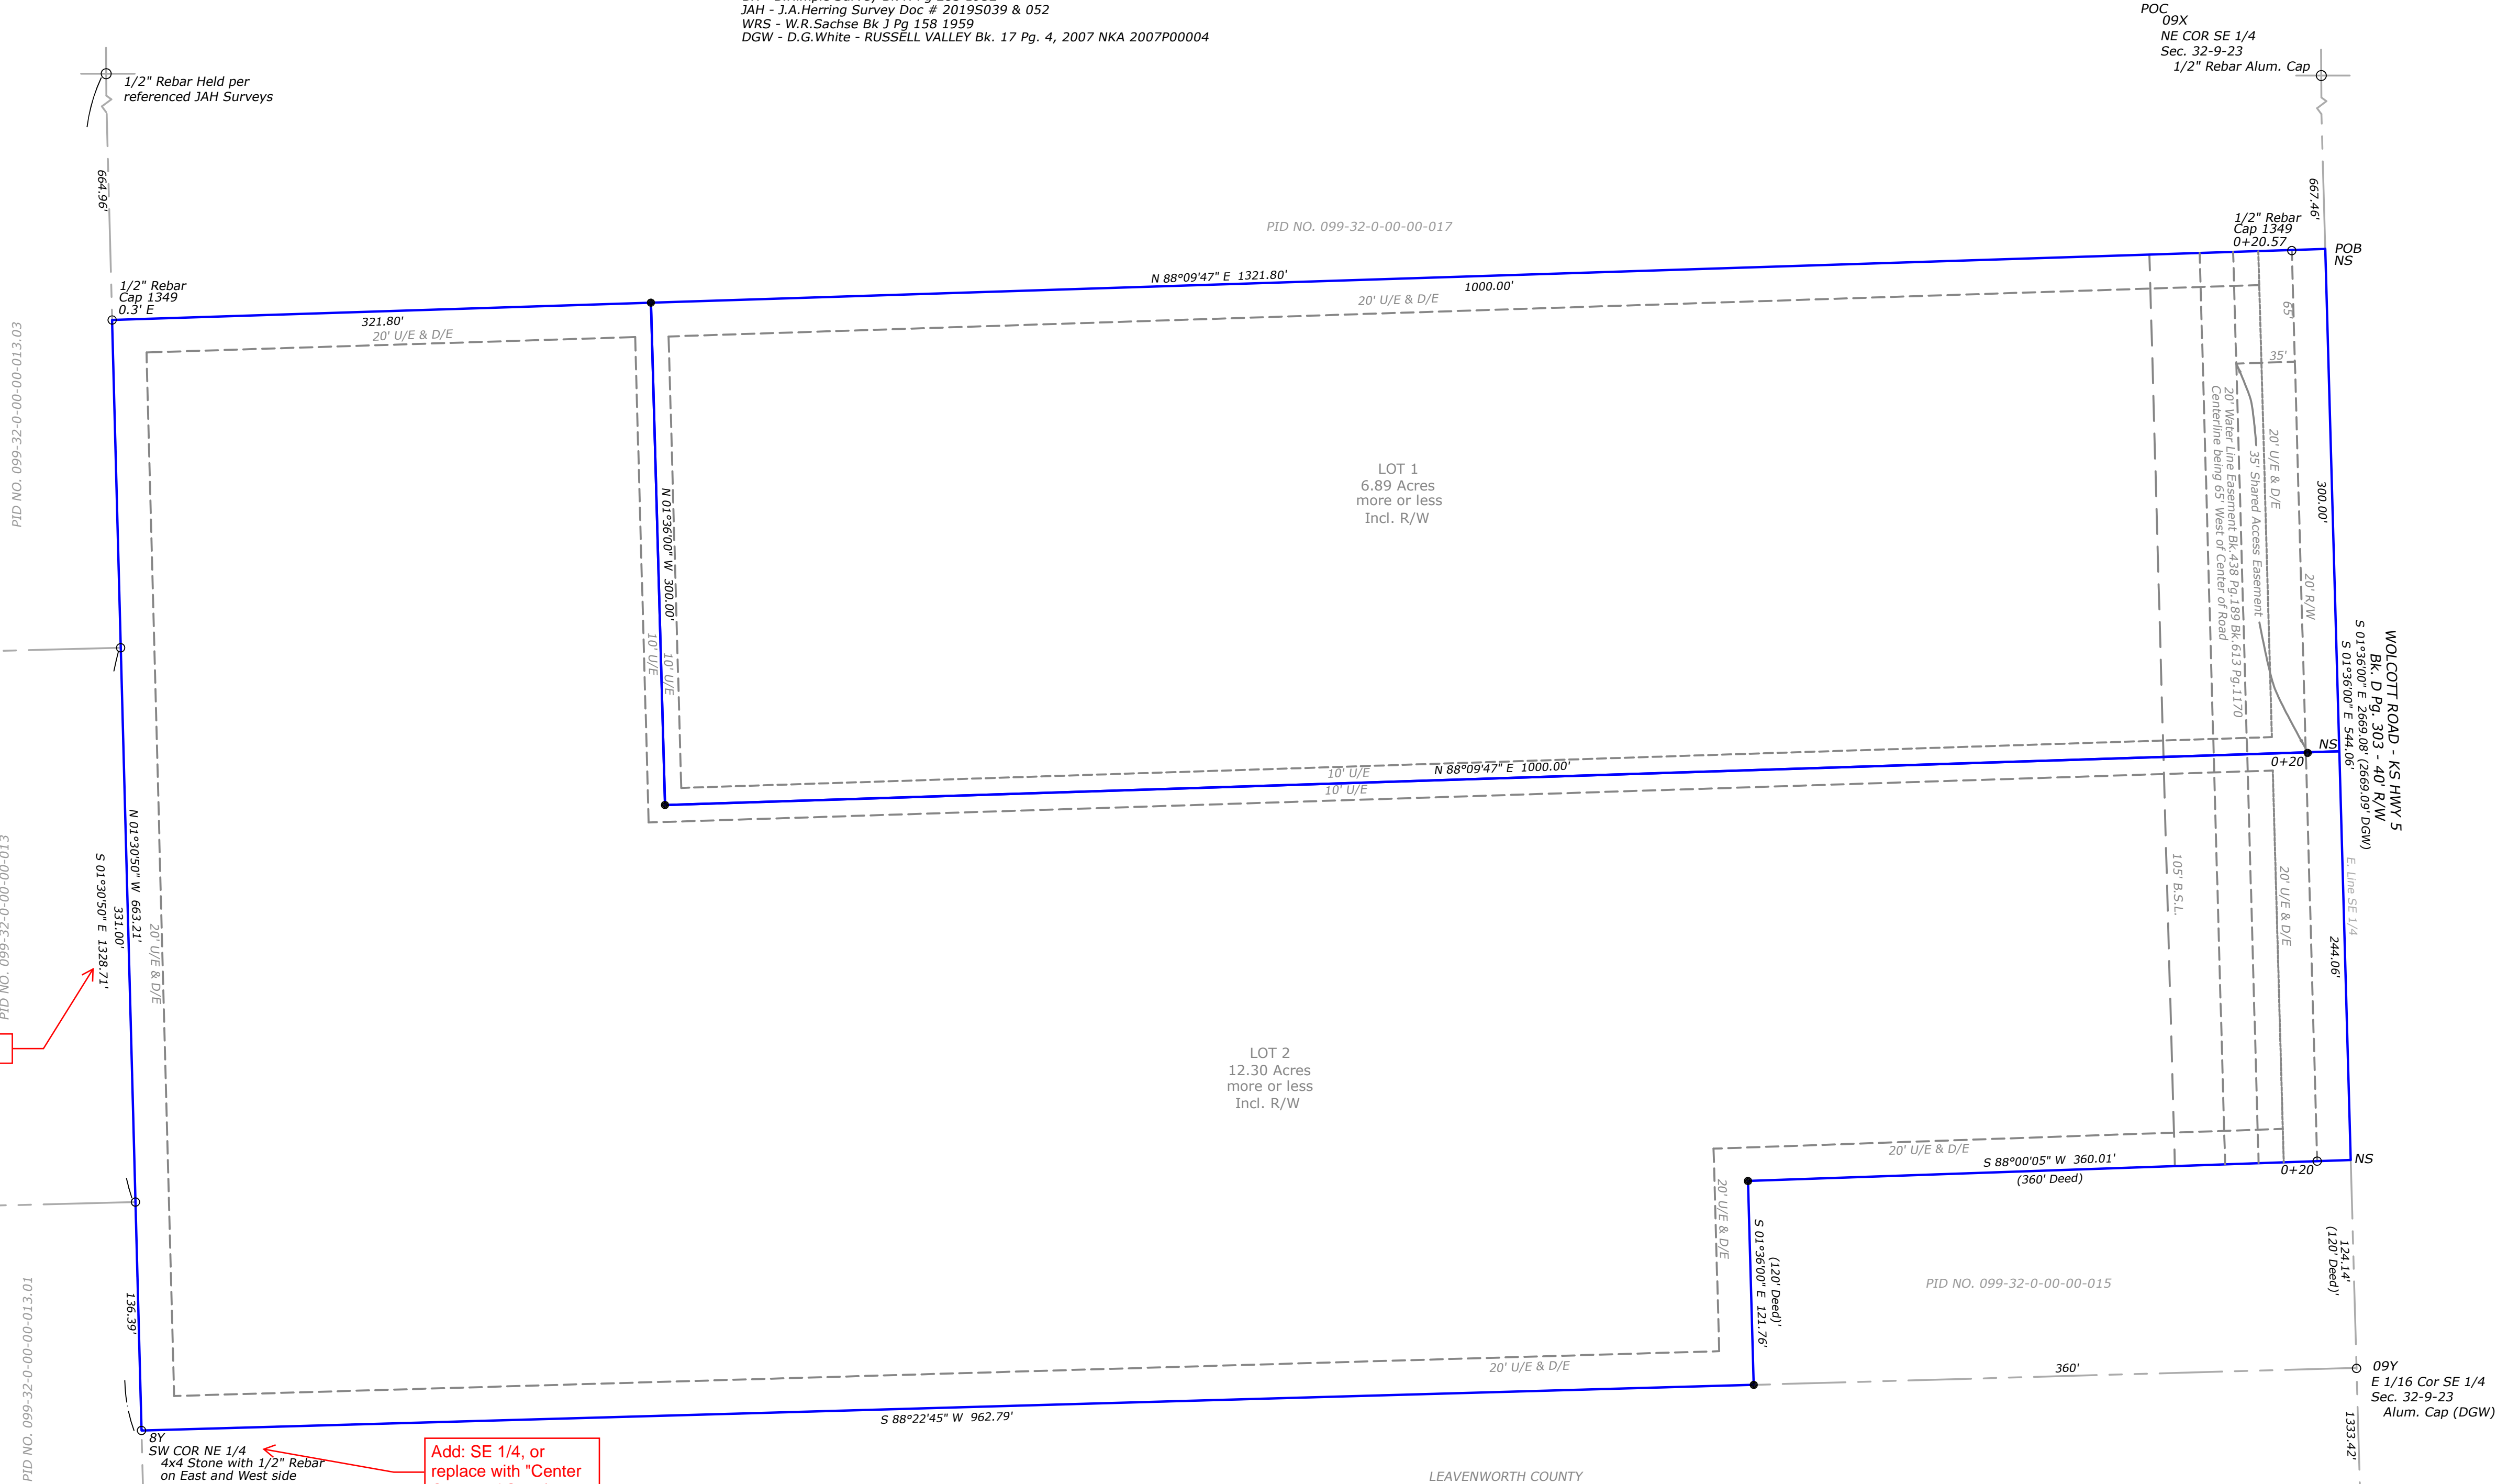 JAH - J.A.Herring Survey Doc # 2019S039 & 052
WRS - W.R.Sachse Bk J Pg 158 1959
DGW - D.G.White - RUSSELL VALLEY Bk. 17 Pg. 4, 2007 NKA 2007P00004
POC
09X
NE COR SE 1/4
Sec. 32-9-23
1/2" Rebar Alum. Cap
1/2" Rebar Held per
referenced JAH Surveys
664.96'
667.46'
PID NO. 099-32-0-00-00-017
1/2" Rebar
Cap 1349
0+20.57
POB
NS
1/2" Rebar
Cap 1349
0.3' E
N 88°09'47" E 1321.80'
1000.00'
321.80'
20' U/E & D/E
20' U/E & D/E
65'
35'
PID NO. 099-32-0-00-00-013.03
LOT 1
6.89 Acres
more or less
Incl. R/W
N 01°36'00" W 300.00'
10' U/E
10' U/E
20' Water Line Easement Bk.438 Pg.189 Bk.613 Pg.1170
Centerline being 65' West of Center of Road
35' Shared Access Easement
20' U/E & D/E
20' R/W
300.00'
WOLCOTT ROAD - KS HWY 5
Bk. D Pg. 303 - 40' R/W
S 01°36'00" E 2669.08' (2669.09' DGW)
S 01°36'00" E 544.06'
NS
0+20
10' U/E
N 88°09'47" E 1000.00'
10' U/E
PID NO. 099-32-0-00-00-013
N 01°30'50" W 663.21'
331.00'
S 01°30'50" E 1328.71'
20' U/E & D/E
105' B.S.L.
20' U/E & D/E
E. Line SE 1/4
244.06'
LOT 2
12.30 Acres
more or less
Incl. R/W
20' U/E & D/E
S 88°00'05" W 360.01'
(360' Deed)
0+20
NS
20' U/E & D/E
S 01°36'00" E 121.76'
(120' Deed)'
124.14'
(120' Deed)'
PID NO. 099-32-0-00-00-015
136.39'
PID NO. 099-32-0-00-00-013.01
20' U/E & D/E
360'
09Y
E 1/16 Cor SE 1/4
Sec. 32-9-23
Alum. Cap (DGW)
1333.42'
S 88°22'45" W 962.79'
8Y
SW COR NE 1/4
4x4 Stone with 1/2" Rebar
on East and West side
Add: SE 1/4, or
replace with "Center
LEAVENWORTH COUNTY